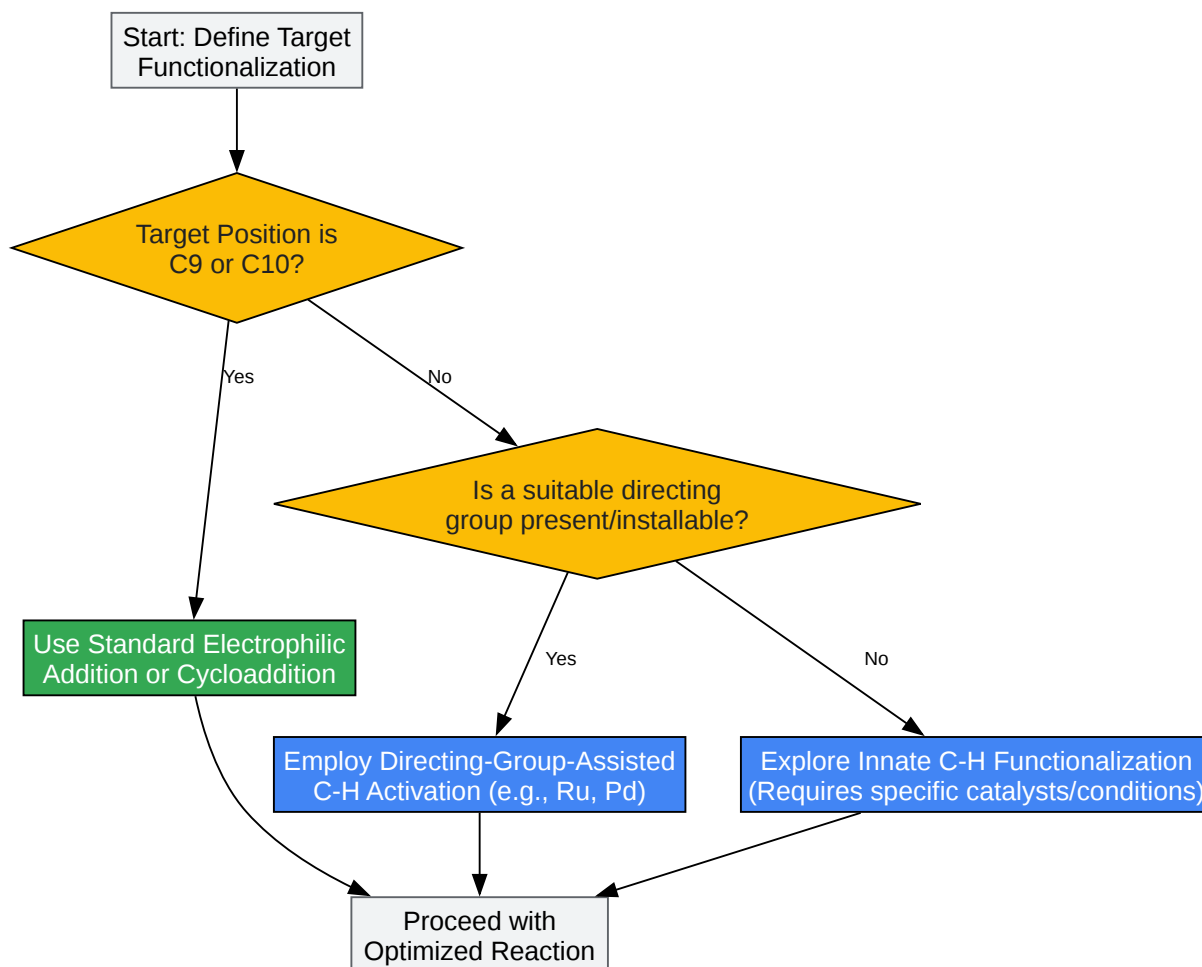 Start: Define Target
Functionalization
Target Position is
C9 or C10?
Yes
No
Is a suitable directing
group present/installable?
Use Standard Electrophilic
Addition or Cycloaddition
Yes
No
Employ Directing-Group-Assisted
C-H Activation (e.g., Ru, Pd)
Explore Innate C-H Functionalization
(Requires specific catalysts/conditions)
Proceed with
Optimized Reaction